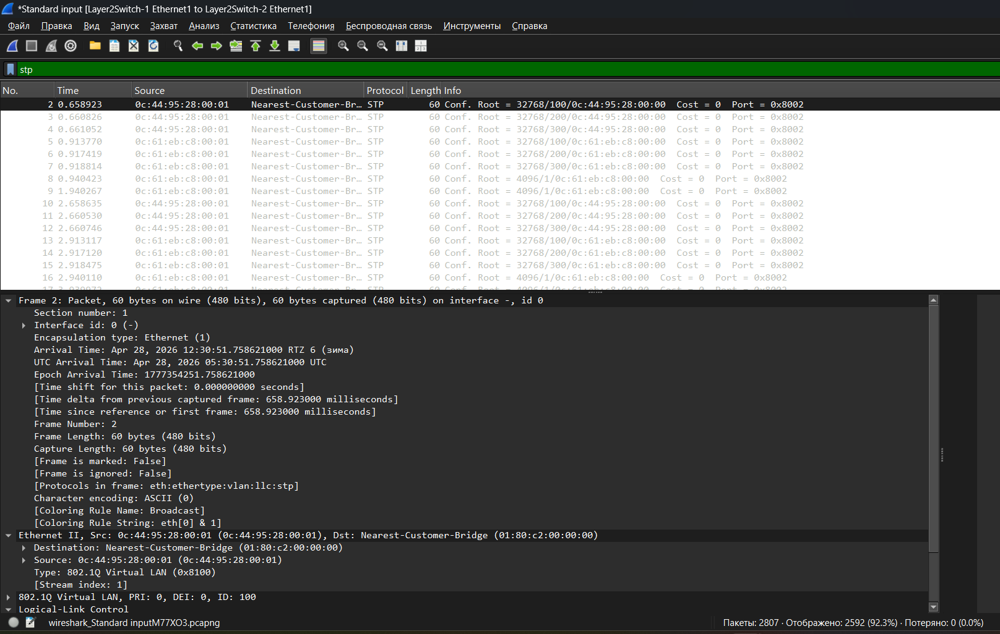 *Standard input [Layer2Switch-1 Ethernet1 to Layer2Switch-2 Ethernet1]
Файл Правка Вид Запуск Захват Анализ Статистика Телефония Беспроводная связь Инструменты Справка
stp
No. Time Source Destination Protocol Length Info
2 0.658923 0c:44:95:28:00:01 Nearest-Customer-Br… STP 60 Conf. Root = 32768/100/0c:44:95:28:00:00 Cost = 0 Port = 0x8002
3 0.660826 0c:44:95:28:00:01 Nearest-Customer-Br… STP 60 Conf. Root = 32768/200/0c:44:95:28:00:00 Cost = 0 Port = 0x8002
4 0.661052 0c:44:95:28:00:01 Nearest-Customer-Br… STP 60 Conf. Root = 32768/300/0c:44:95:28:00:00 Cost = 0 Port = 0x8002
5 0.913770 0c:61:eb:c8:00:01 Nearest-Customer-Br… STP 60 Conf. Root = 32768/100/0c:61:eb:c8:00:00 Cost = 0 Port = 0x8002
6 0.917419 0c:61:eb:c8:00:01 Nearest-Customer-Br… STP 60 Conf. Root = 32768/200/0c:61:eb:c8:00:00 Cost = 0 Port = 0x8002
7 0.918814 0c:61:eb:c8:00:01 Nearest-Customer-Br… STP 60 Conf. Root = 32768/300/0c:61:eb:c8:00:00 Cost = 0 Port = 0x8002
8 0.940423 0c:61:eb:c8:00:01 Nearest-Customer-Br… STP 60 Conf. Root = 4096/1/0c:61:eb:c8:00:00 Cost = 0 Port = 0x8002
9 1.940267 0c:61:eb:c8:00:01 Nearest-Customer-Br… STP 60 Conf. Root = 4096/1/0c:61:eb:c8:00:00 Cost = 0 Port = 0x8002
10 2.658635 0c:44:95:28:00:01 Nearest-Customer-Br… STP 60 Conf. Root = 32768/100/0c:44:95:28:00:00 Cost = 0 Port = 0x8002
11 2.660530 0c:44:95:28:00:01 Nearest-Customer-Br… STP 60 Conf. Root = 32768/200/0c:44:95:28:00:00 Cost = 0 Port = 0x8002
12 2.660746 0c:44:95:28:00:01 Nearest-Customer-Br… STP 60 Conf. Root = 32768/300/0c:44:95:28:00:00 Cost = 0 Port = 0x8002
13 2.913117 0c:61:eb:c8:00:01 Nearest-Customer-Br… STP 60 Conf. Root = 32768/100/0c:61:eb:c8:00:00 Cost = 0 Port = 0x8002
14 2.917120 0c:61:eb:c8:00:01 Nearest-Customer-Br… STP 60 Conf. Root = 32768/200/0c:61:eb:c8:00:00 Cost = 0 Port = 0x8002
15 2.918475 0c:61:eb:c8:00:01 Nearest-Customer-Br… STP 60 Conf. Root = 32768/300/0c:61:eb:c8:00:00 Cost = 0 Port = 0x8002
16 2.940110 0c:61:eb:c8:00:01 Nearest-Customer-Br… STP 60 Conf. Root = 4096/1/0c:61:eb:c8:00:00 Cost = 0 Port = 0x8002
Frame 2: Packet, 60 bytes on wire (480 bits), 60 bytes captured (480 bits) on interface -, id 0
Section number: 1
Interface id: 0 (-)
Encapsulation type: Ethernet (1)
Arrival Time: Apr 28, 2026 12:30:51.758621000 RTZ 6 (зима)
UTC Arrival Time: Apr 28, 2026 05:30:51.758621000 UTC
Epoch Arrival Time: 1777354251.758621000
[Time shift for this packet: 0.000000000 seconds]
[Time delta from previous captured frame: 658.923000 milliseconds]
[Time since reference or first frame: 658.923000 milliseconds]
Frame Number: 2
Frame Length: 60 bytes (480 bits)
Capture Length: 60 bytes (480 bits)
[Frame is marked: False]
[Frame is ignored: False]
[Protocols in frame: eth:ethertype:vlan:llc:stp]
Character encoding: ASCII (0)
[Coloring Rule Name: Broadcast]
[Coloring Rule String: eth[0] & 1]
Ethernet II, Src: 0c:44:95:28:00:01 (0c:44:95:28:00:01), Dst: Nearest-Customer-Bridge (01:80:c2:00:00:00)
Destination: Nearest-Customer-Bridge (01:80:c2:00:00:00)
Source: 0c:44:95:28:00:01 (0c:44:95:28:00:01)
Type: 802.1Q Virtual LAN (0x8100)
[Stream index: 1]
802.1Q Virtual LAN, PRI: 0, DEI: 0, ID: 100
Logical-Link Control
wireshark_Standard inputM77XO3.pcapng Пакеты: 2807 · Отображено: 2592 (92.3%) · Потеряно: 0 (0.0%)